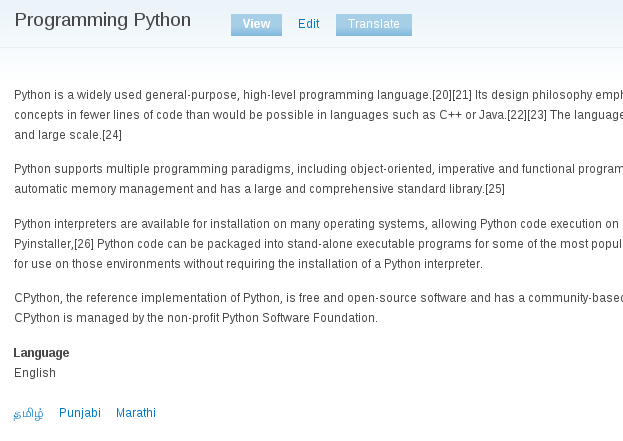 Programming Python
View Edit Translate
Python is a widely used general-purpose, high-level programming language.[20][21] Its design philosophy emph
concepts in fewer lines of code than would be possible in languages such as C++ or Java.[22][23] The language
and large scale.[24]
Python supports multiple programming paradigms, including object-oriented, imperative and functional program
automatic memory management and has a large and comprehensive standard library.[25]
Python interpreters are available for installation on many operating systems, allowing Python code execution on
Pyinstaller,[26] Python code can be packaged into stand-alone executable programs for some of the most popul
for use on those environments without requiring the installation of a Python interpreter.
CPython, the reference implementation of Python, is free and open-source software and has a community-based
CPython is managed by the non-profit Python Software Foundation.
Language
English
தமிழ் Punjabi Marathi